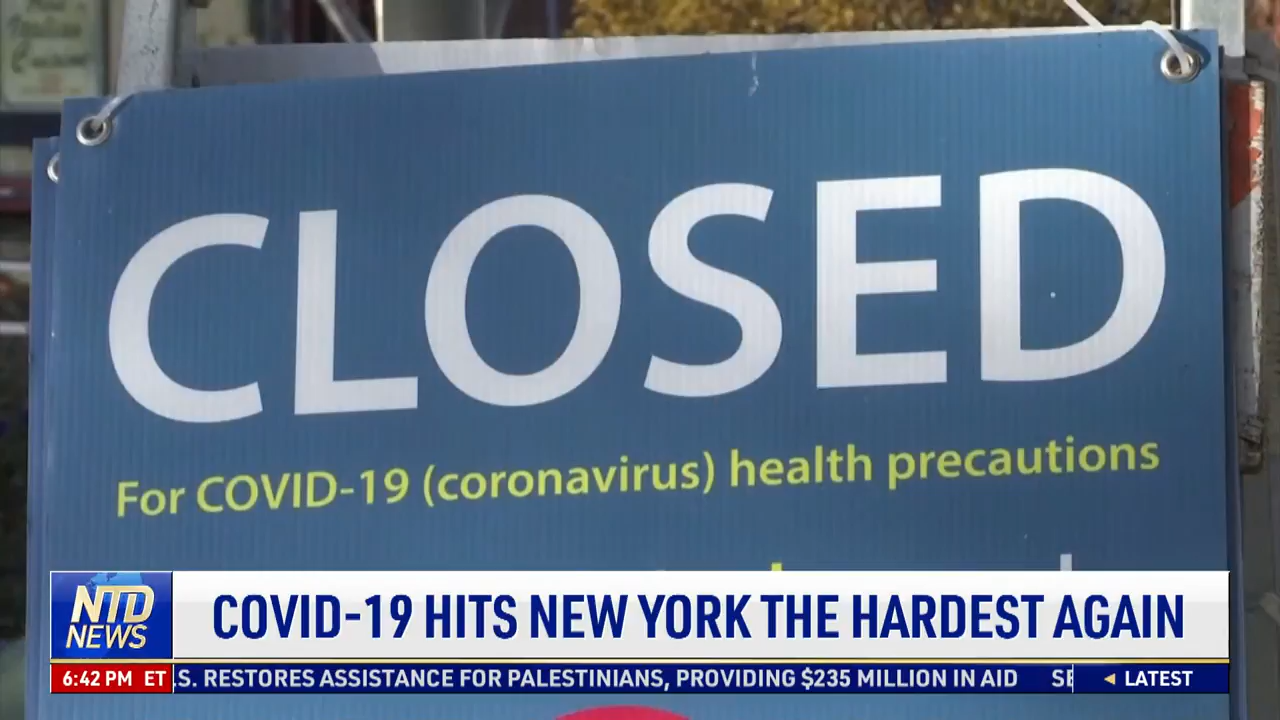 CLOSED
For COVID-19 (coronavirus) health precautions
NTD
NEWS
COVID-19 HITS NEW YORK THE HARDEST AGAIN
6:42 PM ET
.S. RESTORES ASSISTANCE FOR PALESTINIANS, PROVIDING $235 MILLION IN AID
LATEST